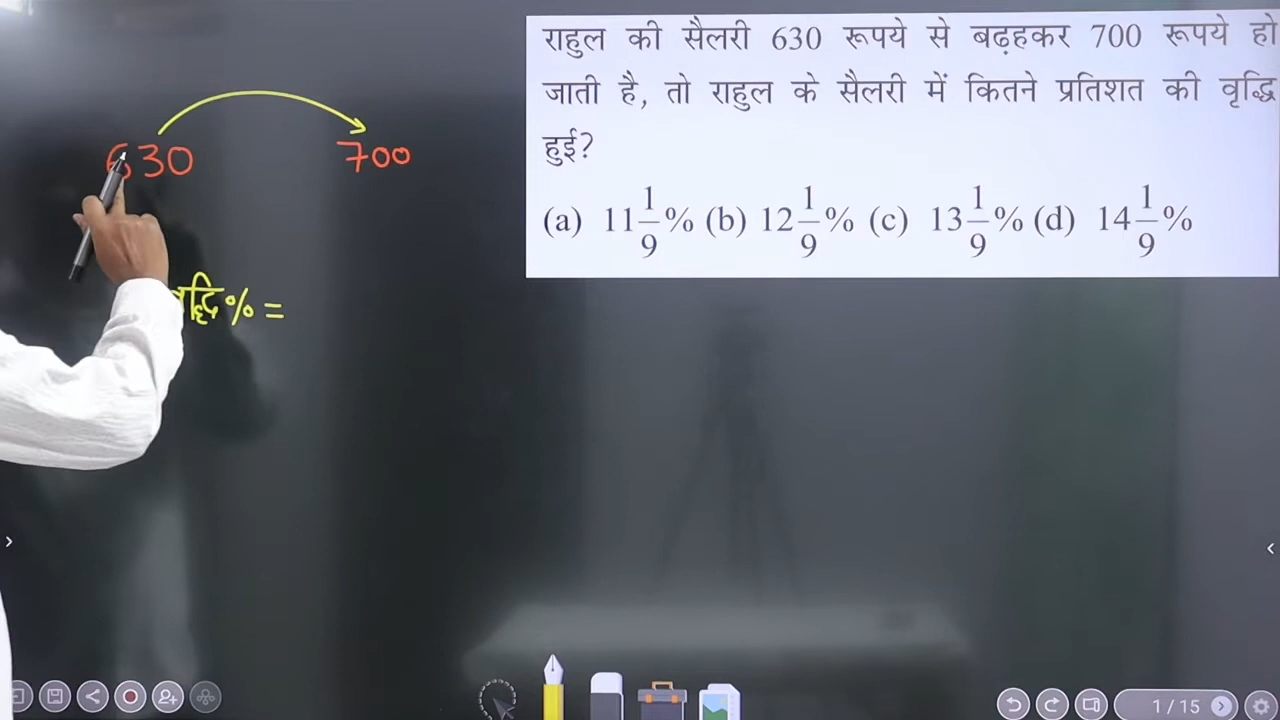 राहुल की सैलरी 630 रूपये से बढ़हकर 700 रूपये हो
जाती है, तो राहुल के सैलरी में कितने प्रतिशत की वृद्धि
हुई?
(a) 11 1/9 % (b) 12 1/9 % (c) 13 1/9 % (d) 14 1/9 %
630 700
% =
1 / 15